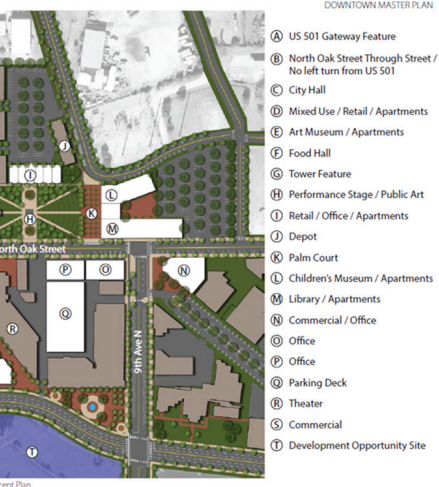 DOWNTOWN MASTER PLAN
A US 501 Gateway Feature
B North Oak Street Through Street /
No left turn from US 501
C City Hall
D Mixed Use / Retail / Apartments
E Art Museum / Apartments
F Food Hall
G Tower Feature
H Performance Stage / Public Art
I Retail / Office / Apartments
J Depot
K Palm Court
L Children's Museum / Apartments
M Library / Apartments
N Commercial / Office
O Office
P Office
Q Parking Deck
R Theater
S Commercial
T Development Opportunity Site
J
I
L
H
K
M
orth Oak Street
P
O
N
Q
R
9th Ave N
T
cept Plan